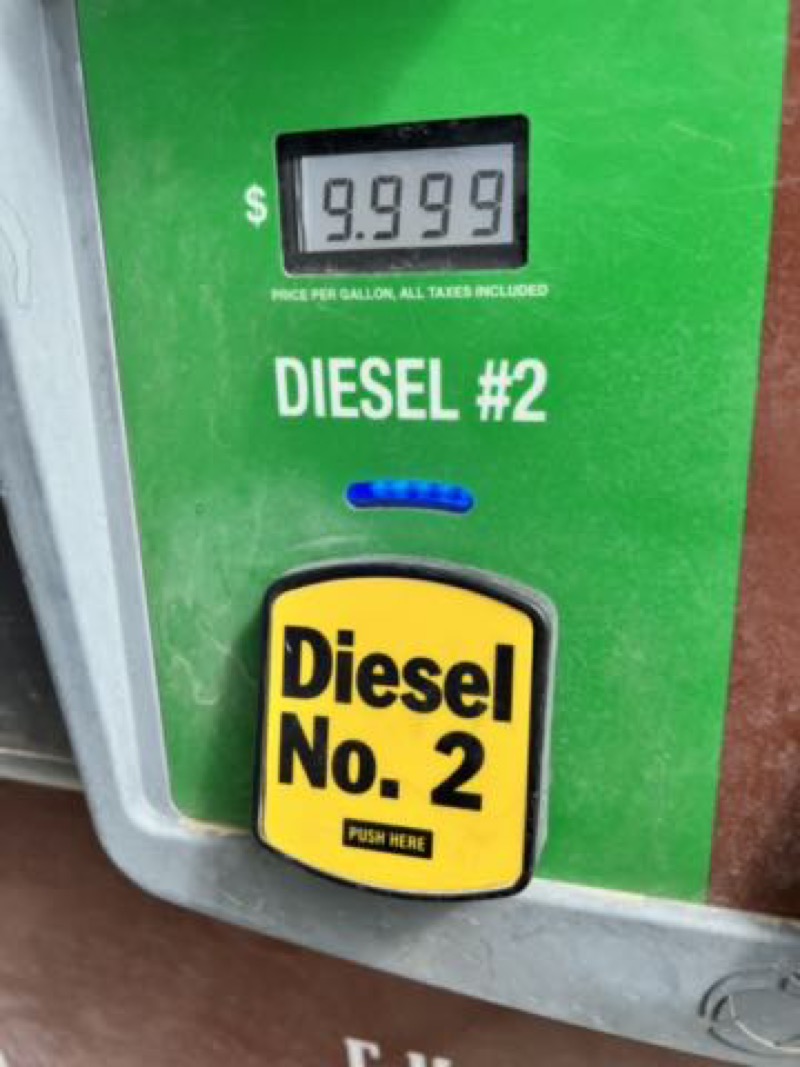 $ 9.999
PRICE PER GALLON, ALL TAXES INCLUDED
DIESEL #2
Diesel
No. 2
PUSH HERE